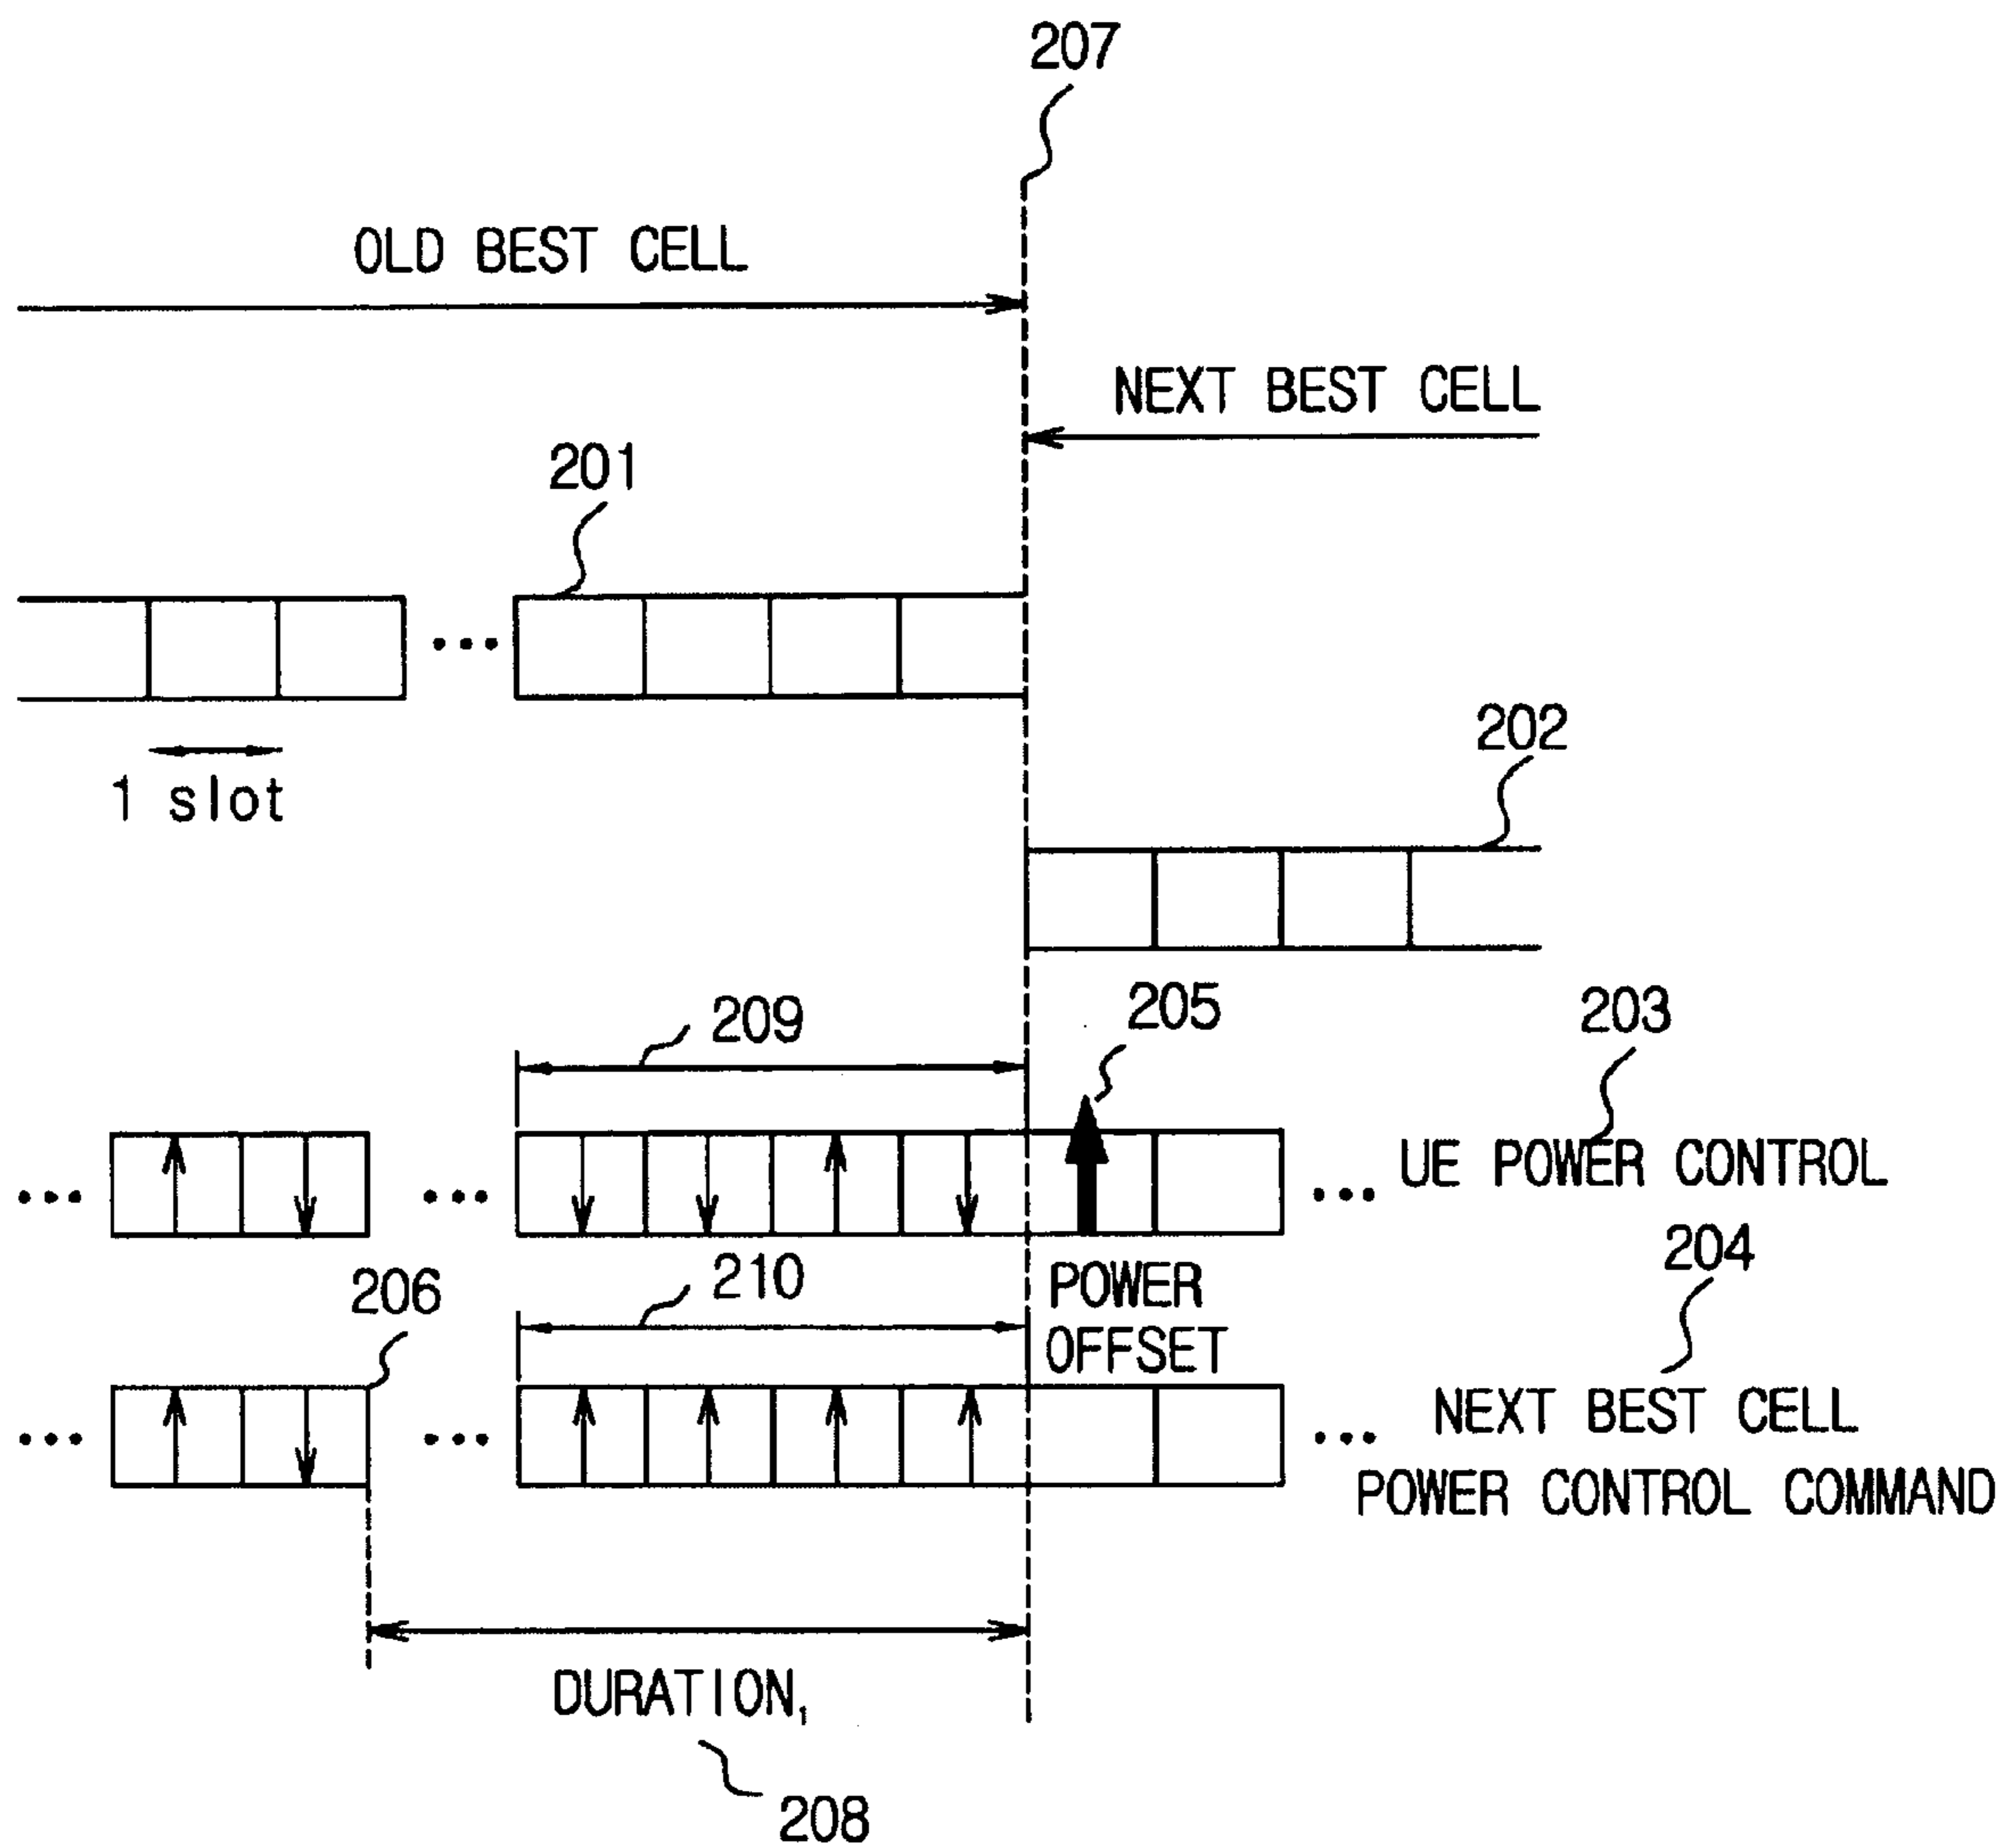 207
OLD BEST CELL
NEXT BEST CELL
201
...
1 slot
202
209
205
203
... ... ... UE POWER CONTROL
206
210
POWER
OFFSET
204
... ... ... NEXT BEST CELL
POWER CONTROL COMMAND
DURATION,
208